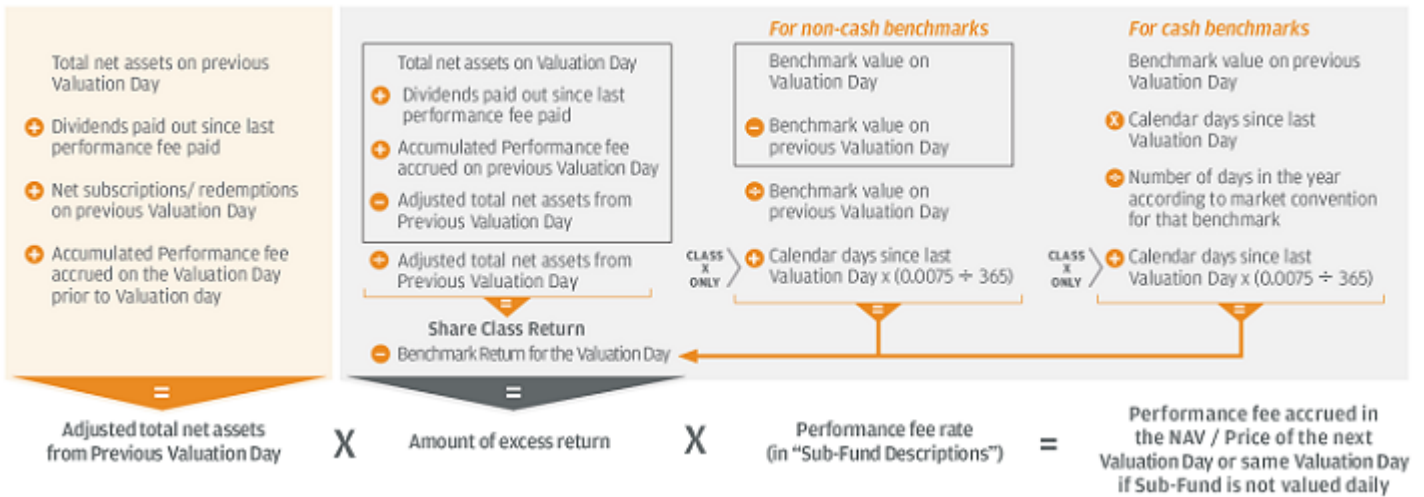 Total net assets on previous
Valuation Day
+ Dividends paid out since last
performance fee paid
+ Net subscriptions/ redemptions
on previous Valuation Day
+ Accumulated Performance fee
accrued on the Valuation Day
prior to Valuation day
=
Adjusted total net assets
from Previous Valuation Day
X
Total net assets on Valuation Day
+ Dividends paid out since last
performance fee paid
+ Accumulated Performance fee
accrued on previous Valuation Day
− Adjusted total net assets from
Previous Valuation Day
÷ Adjusted total net assets from
Previous Valuation Day
=
Share Class Return
− Benchmark Return for the Valuation Day
=
Amount of excess return
For non-cash benchmarks
Benchmark value on
Valuation Day
− Benchmark value on
previous Valuation Day
÷ Benchmark value on
previous Valuation Day
CLASS
X
ONLY
+ Calendar days since last
Valuation Day x (0.0075 ÷ 365)
For cash benchmarks
Benchmark value on previous
Valuation Day
X Calendar days since last
Valuation Day
÷ Number of days in the year
according to market convention
for that benchmark
CLASS
X
ONLY
+ Calendar days since last
Valuation Day x (0.0075 ÷ 365)
X
Performance fee rate
(in “Sub-Fund Descriptions”)
=
Performance fee accrued in
the NAV / Price of the next
Valuation Day or same Valuation Day
if Sub-Fund is not valued daily